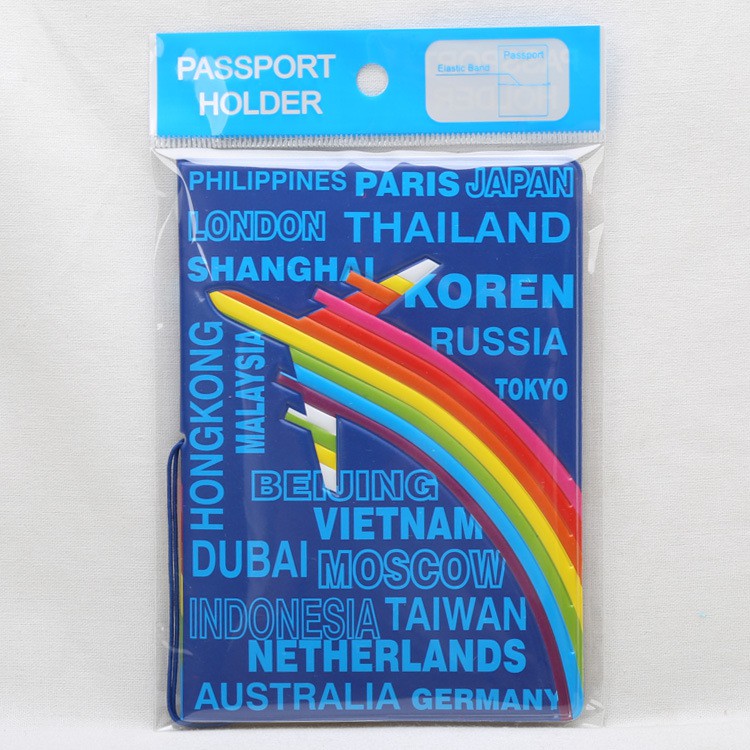 PASSPORT
HOLDER
Passport
Elastic Band
PHILIPPINES PARIS JAPAN
LONDON THAILAND
SHANGHAI
KOREN
RUSSIA
TOKYO
HONGKONG
MALAYSIA
BEIJING
VIETNAM
DUBAI MOSCOW
INDONESIA TAIWAN
NETHERLANDS
AUSTRALIA GERMANY